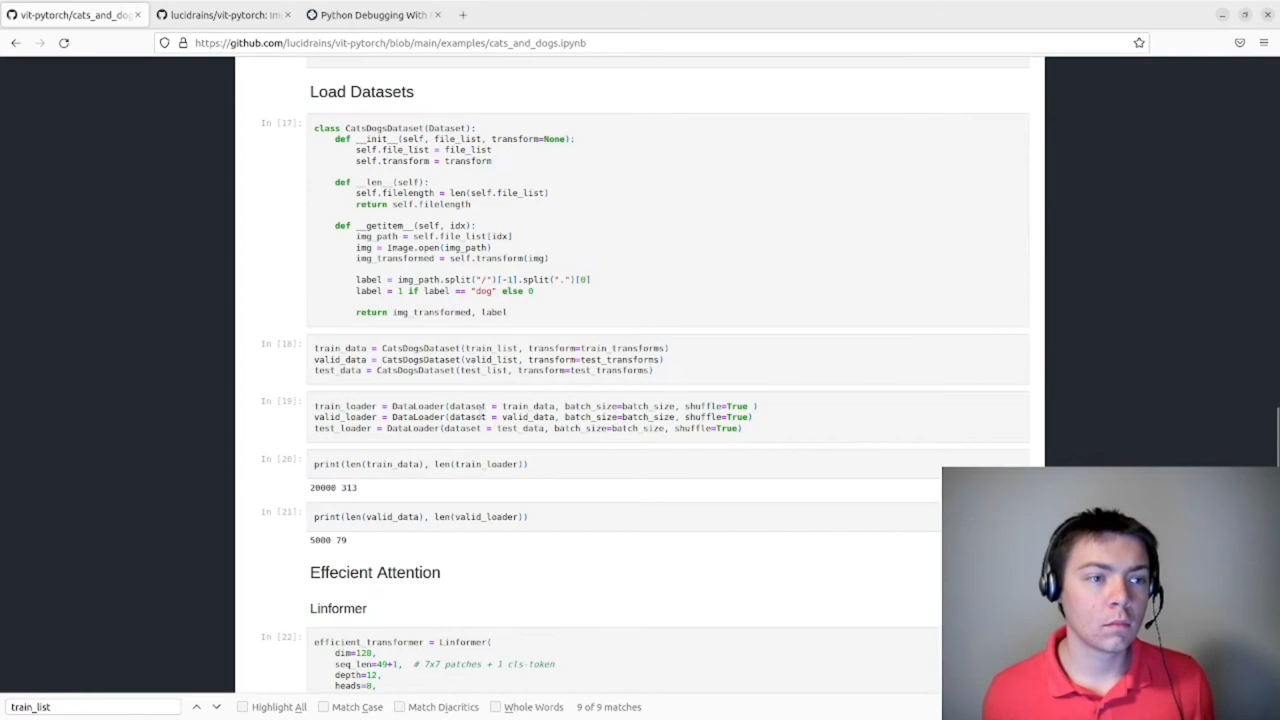 vit-pytorch/cats_and_dog
lucidrains/vit-pytorch: Im
Python Debugging With
https://github.com/lucidrains/vit-pytorch/blob/main/examples/cats_and_dogs.ipynb
Load Datasets
In [17]:
class CatsDogsDataset(Dataset):
def __init__(self, file_list, transform=None):
self.file_list = file_list
self.transform = transform
def __len__(self):
self.filelength = len(self.file_list)
return self.filelength
def __getitem__(self, idx):
img_path = self.file_list[idx]
img = Image.open(img_path)
img_transformed = self.transform(img)
label = img_path.split("/")[-1].split(".")[0]
label = 1 if label == "dog" else 0
return img_transformed, label
In [18]:
train_data = CatsDogsDataset(train_list, transform=train_transforms)
valid_data = CatsDogsDataset(valid_list, transform=test_transforms)
test_data = CatsDogsDataset(test_list, transform=test_transforms)
In [19]:
train_loader = DataLoader(dataset = train_data, batch_size=batch_size, shuffle=True )
valid_loader = DataLoader(dataset = valid_data, batch_size=batch_size, shuffle=True)
test_loader = DataLoader(dataset = test_data, batch_size=batch_size, shuffle=True)
In [20]:
print(len(train_data), len(train_loader))
20000 313
In [21]:
print(len(valid_data), len(valid_loader))
5000 79
Effecient Attention
Linformer
In [22]:
efficient_transformer = Linformer(
dim=128,
seq_len=49+1, # 7x7 patches + 1 cls-token
depth=12,
heads=8,
train_list
Highlight All
Match Case
Match Diacritics
Whole Words
9 of 9 matches